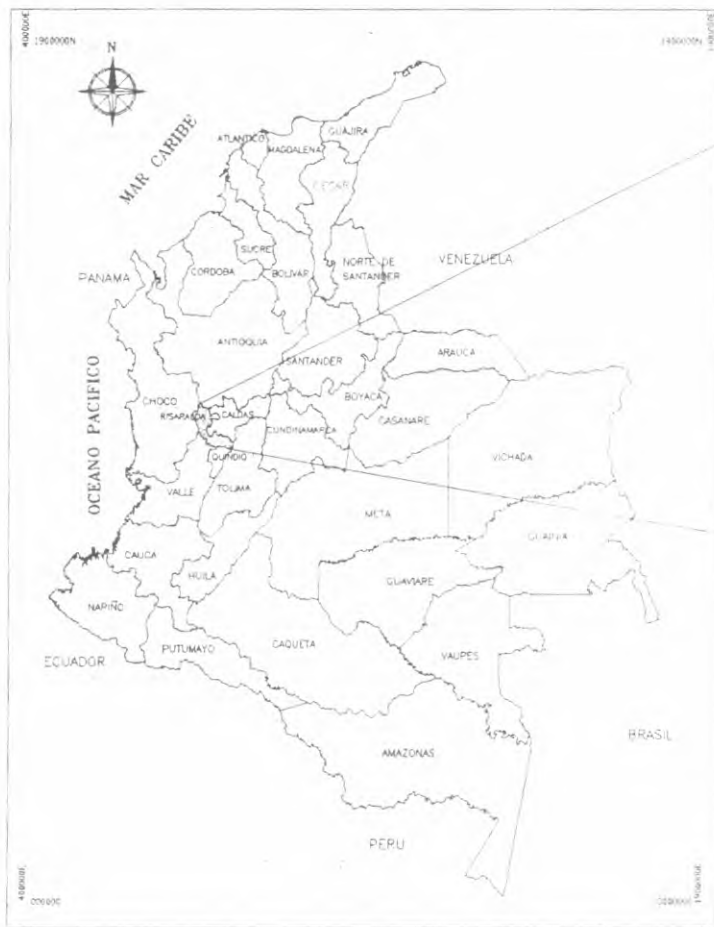 400000E
1900000N
N
MAR CARIBE
GUAJIRA
ATLANTICO
MAGDALENA
CESAR
SUCRE
CORDOBA
BOLIVAR
NORTE DE
SANTANDER
VENEZUELA
PANAMA
ANTIOQUIA
SANTANDER
ARAUCA
OCEANO PACIFICO
CHOCO
BOYACA
CASANARE
RISARALDA
CALDAS
CUNDINAMARCA
QUINDIO
VICHADA
VALLE
TOLIMA
META
GUAINIA
CAUCA
HUILA
GUAVIARE
NARIÑO
PUTUMAYO
CAQUETA
VAUPES
ECUADOR
BRASIL
AMAZONAS
PERU
400000E